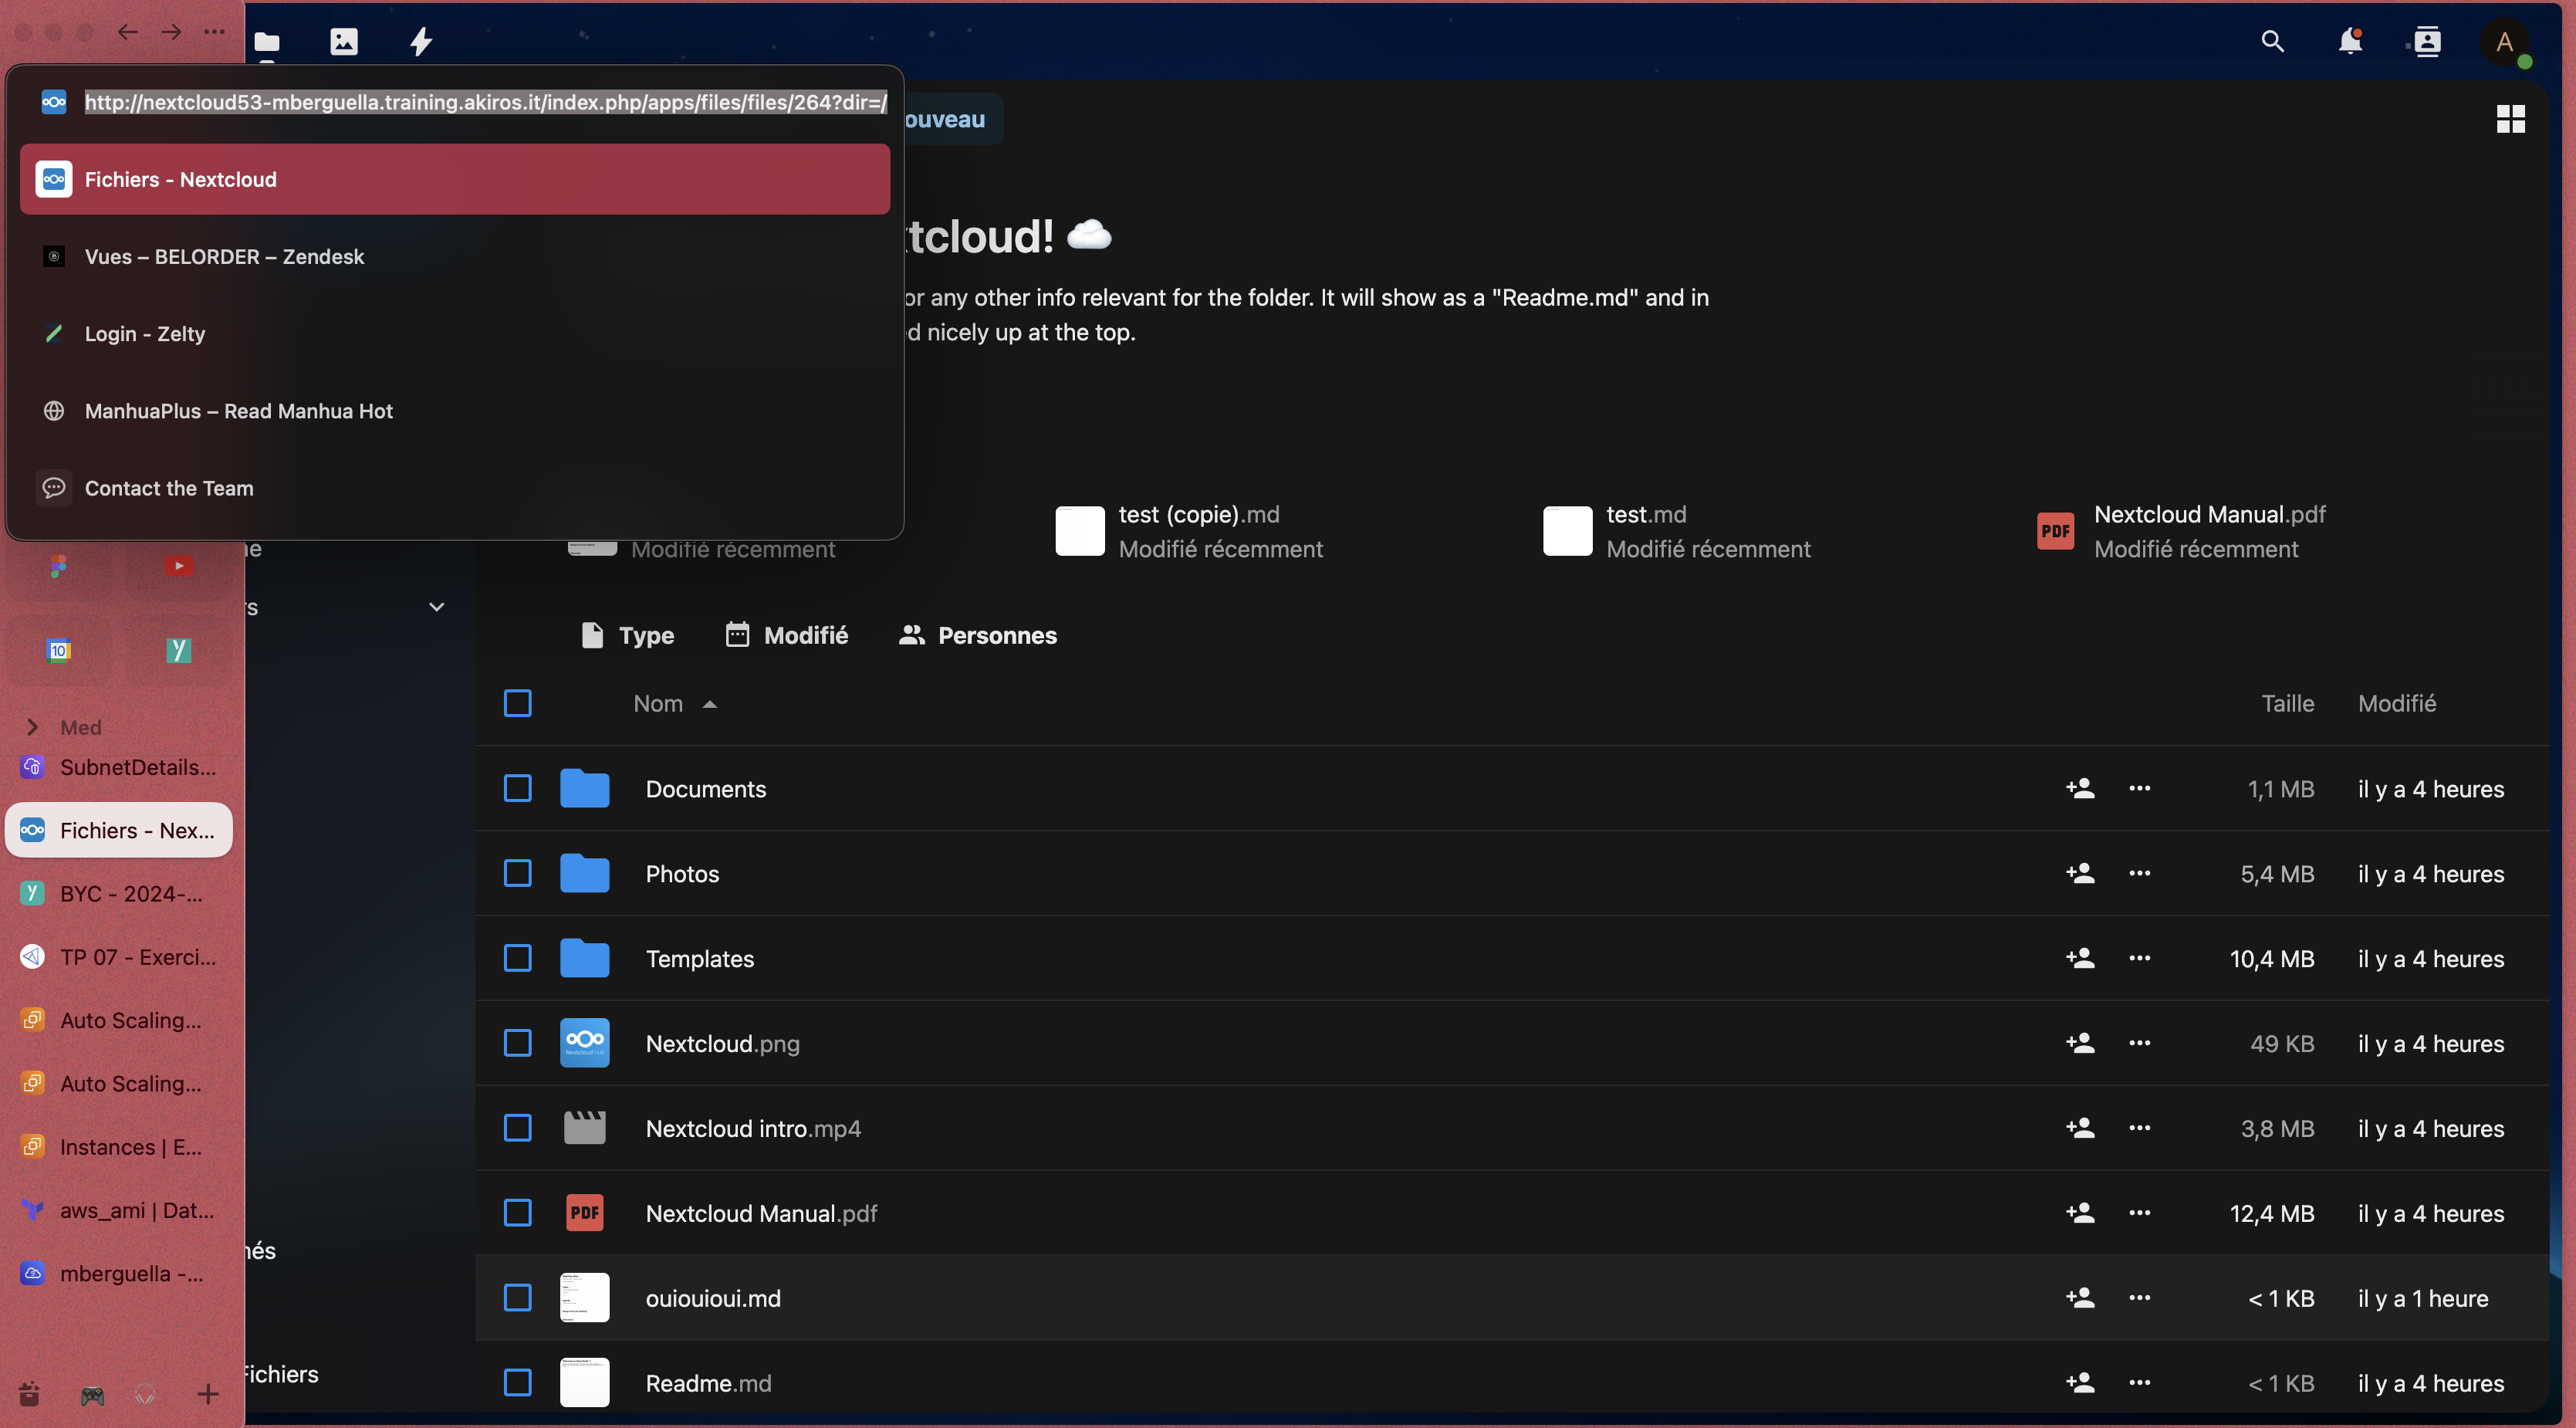 A
http://nextcloud53-mberguella.training.akiros.it/index.php/apps/files/files/264?dir=/
ouveau
Fichiers - Nextcloud
Vues – BELORDER – Zendesk
Login - Zelty
ManhuaPlus – Read Manhua Hot
Contact the Team
tcloud!
or any other info relevant for the folder. It will show as a "Readme.md" and in
d nicely up at the top.
Modifié récemment
test (copie).md
Modifié récemment
test.md
Modifié récemment
PDF
Nextcloud Manual.pdf
Modifié récemment
10
Med
SubnetDetails...
Fichiers - Nex...
BYC - 2024-...
TP 07 - Exerci...
Auto Scaling...
Auto Scaling...
Instances | E...
aws_ami | Dat...
mberguella -...
nés
Fichiers
Type
Modifié
Personnes
Nom
Taille
Modifié
Documents
1,1 MB
il y a 4 heures
Photos
5,4 MB
il y a 4 heures
Templates
10,4 MB
il y a 4 heures
Nextcloud.png
49 KB
il y a 4 heures
Nextcloud intro.mp4
3,8 MB
il y a 4 heures
PDF
Nextcloud Manual.pdf
12,4 MB
il y a 4 heures
ouiouioui.md
< 1 KB
il y a 1 heure
Readme.md
< 1 KB
il y a 4 heures